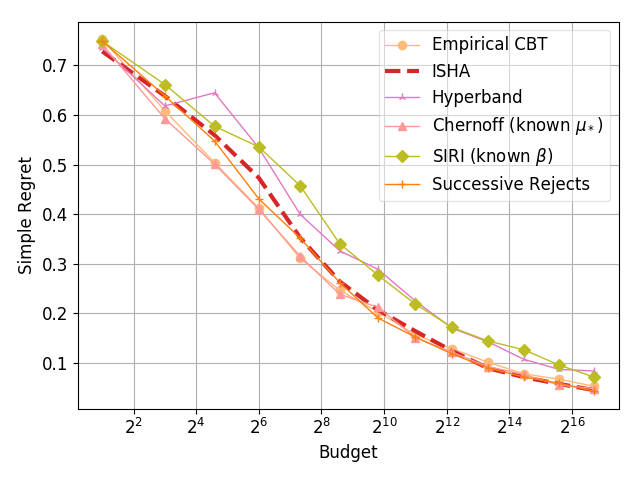 Empirical CBT
ISHA
Hyperband
Chernoff (known μ*)
SIRI (known β)
Successive Rejects
Simple Regret
0.7
0.6
0.5
0.4
0.3
0.2
0.1
2^2 2^4 2^6 2^8 2^10 2^12 2^14 2^16
Budget